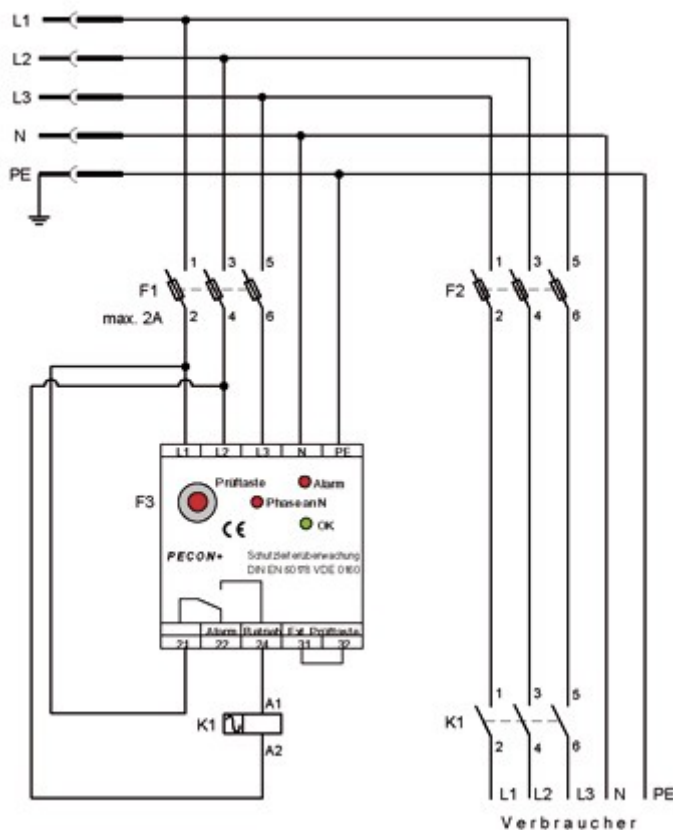 L1
L2
L3
N
PE
1 3 5
F1
max. 2A
2 4 6
1 3 5
F2
2 4 6
L1 L2 L3 N PE
Prüftaste
Alarm
F3
Phase an N
OK
CE
PECON+
Schutzleiterüberwachung
DIN EN 50178 VDE 0160
Alarm Betrieb Ext. Prüftaste
21 22 24 31 32
A1
K1
A2
1 3 5
K1
2 4 6
L1 L2 L3 N PE
Verbraucher